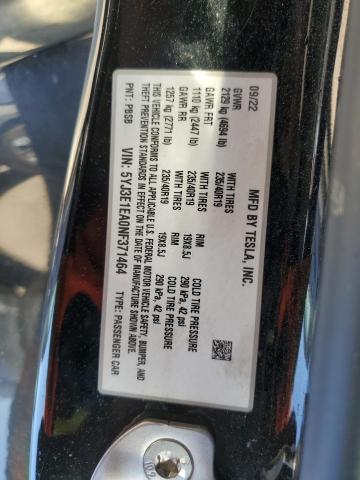 MFG BY TESLA, INC.
09/22
GVWR
2129 kg (4694 lb)
GAWR FRT WITH TIRES RIM COLD TIRE PRESSURE
1110 kg (2447 lb) 235/40R19 19X8.5J 290 kPa, 42 psi
GAWR RR WITH TIRES RIM COLD TIRE PRESSURE
1257 kg (2771 lb) 235/40R19 19X8.5J 290 kPa, 42 psi
THIS VEHICLE CONFORMS TO ALL APPLICABLE U.S. FEDERAL MOTOR VEHICLE SAFETY, BUMPER, AND
THEFT PREVENTION STANDARDS IN EFFECT ON THE DATE OF MANUFACTURE SHOWN ABOVE.
PNT: PBSB TYPE: PASSENGER CAR
VIN: 5YJ3E1EA0NF371464